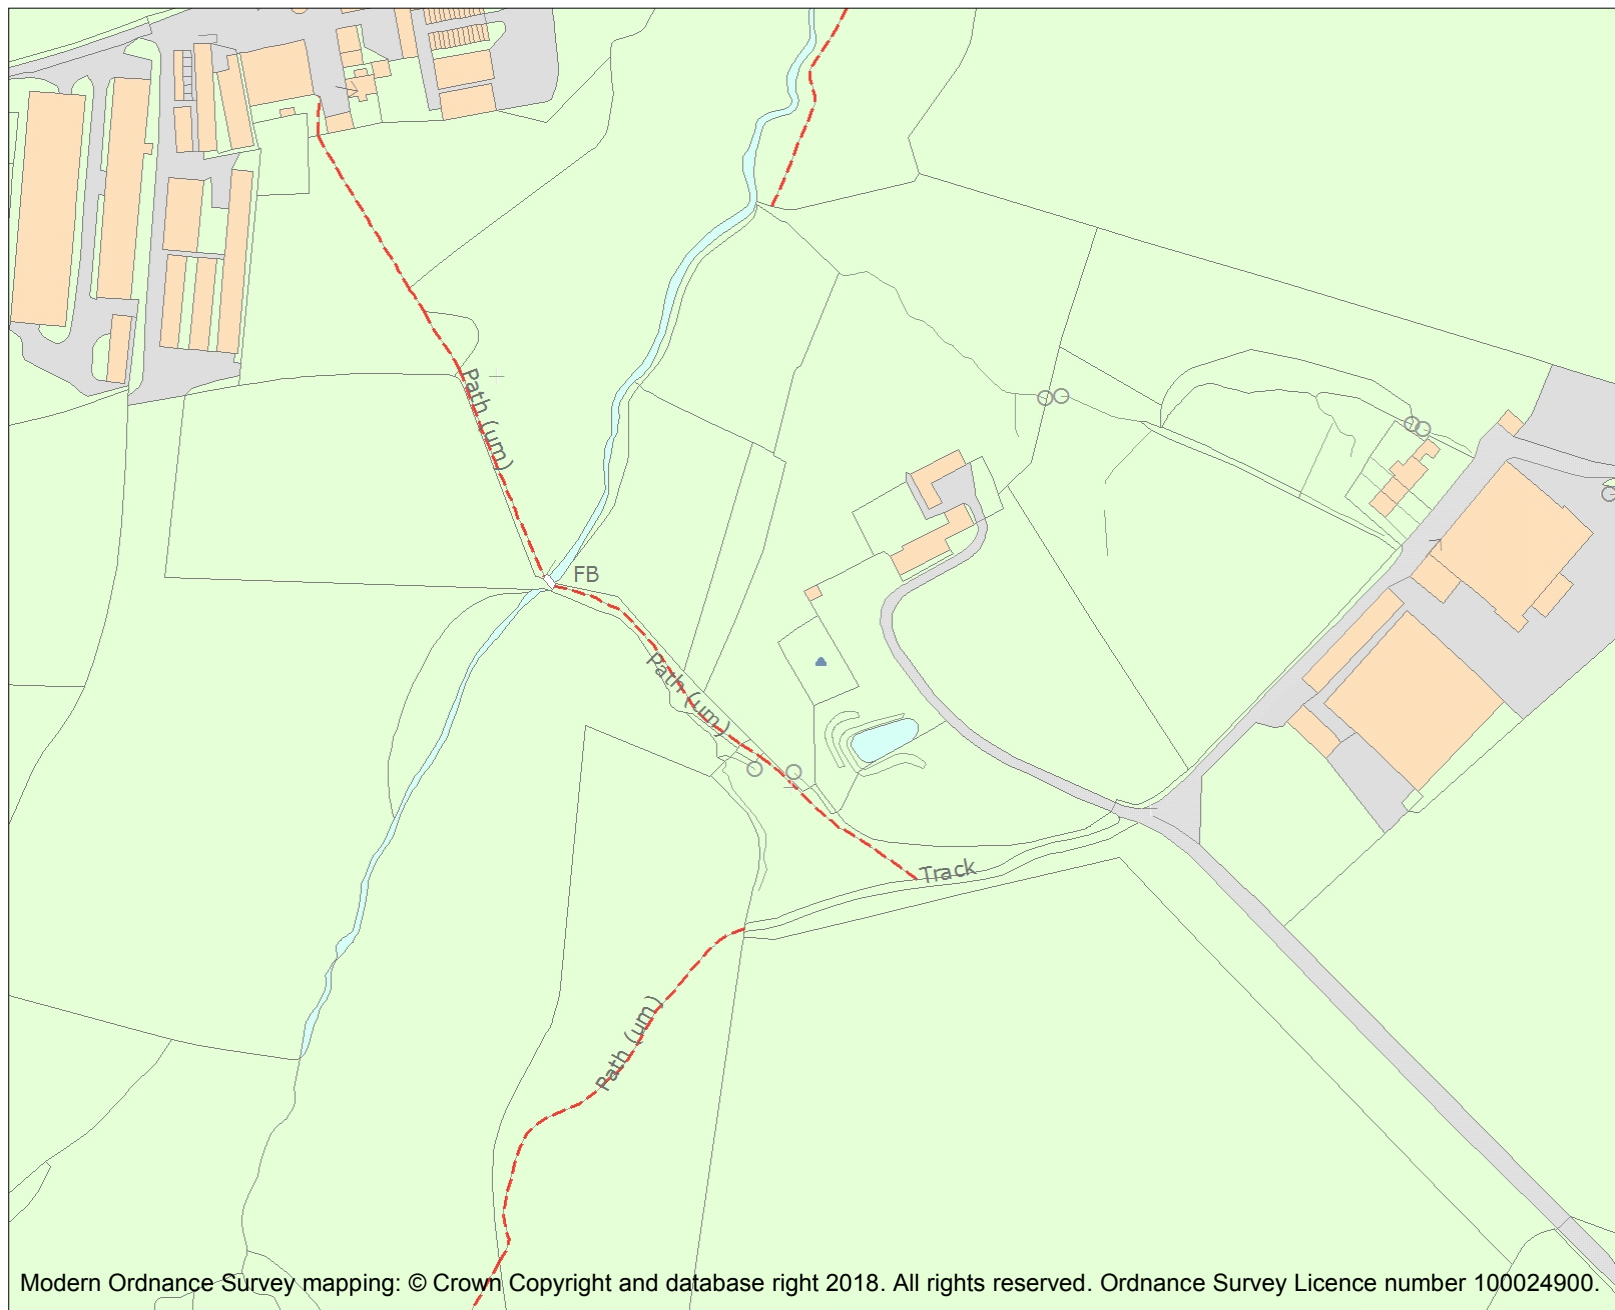 Path (um)
FB
Path (um)
Track
Path (um)
Modern Ordnance Survey mapping: © Crown Copyright and database right 2018. All rights reserved. Ordnance Survey Licence number 100024900.